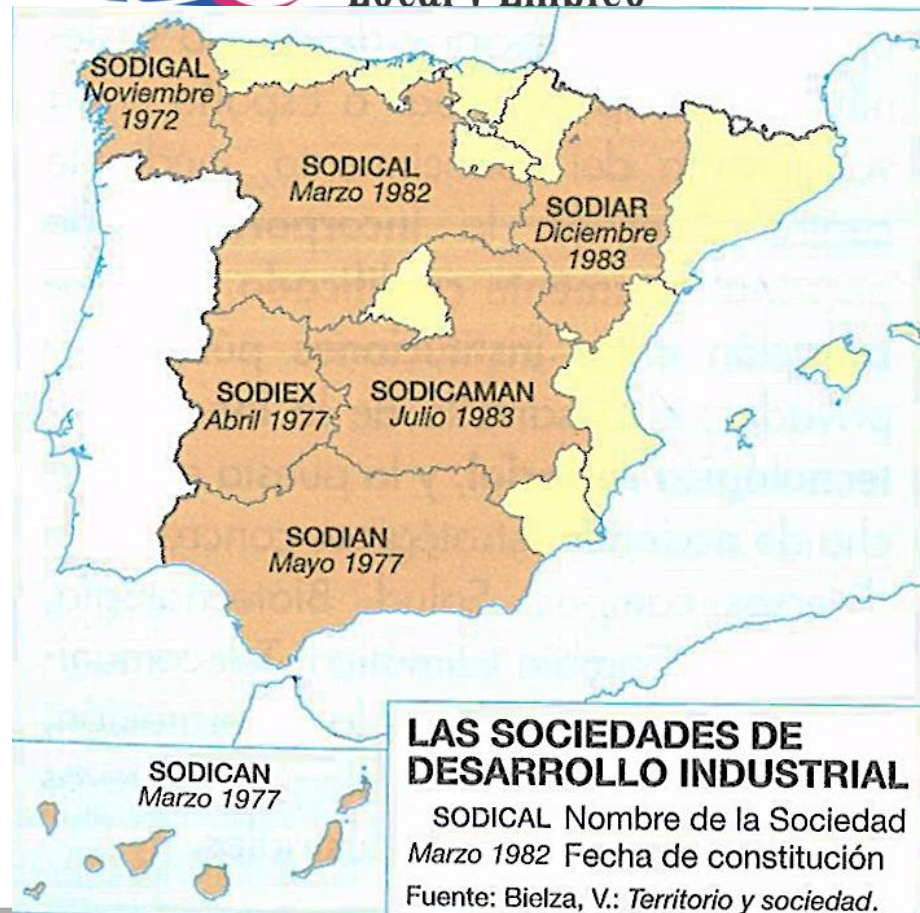 Local y Empleo
SODIGAL
Noviembre
1972
SODICAL
Marzo 1982
SODIAR
Diciembre
1983
SODIEX
Abril 1977
SODICAMAN
Julio 1983
SODIAN
Mayo 1977
SODICAN
Marzo 1977
LAS SOCIEDADES DE
DESARROLLO INDUSTRIAL
SODICAL Nombre de la Sociedad
Marzo 1982 Fecha de constitución
Fuente: Bielza, V.: Territorio y sociedad.